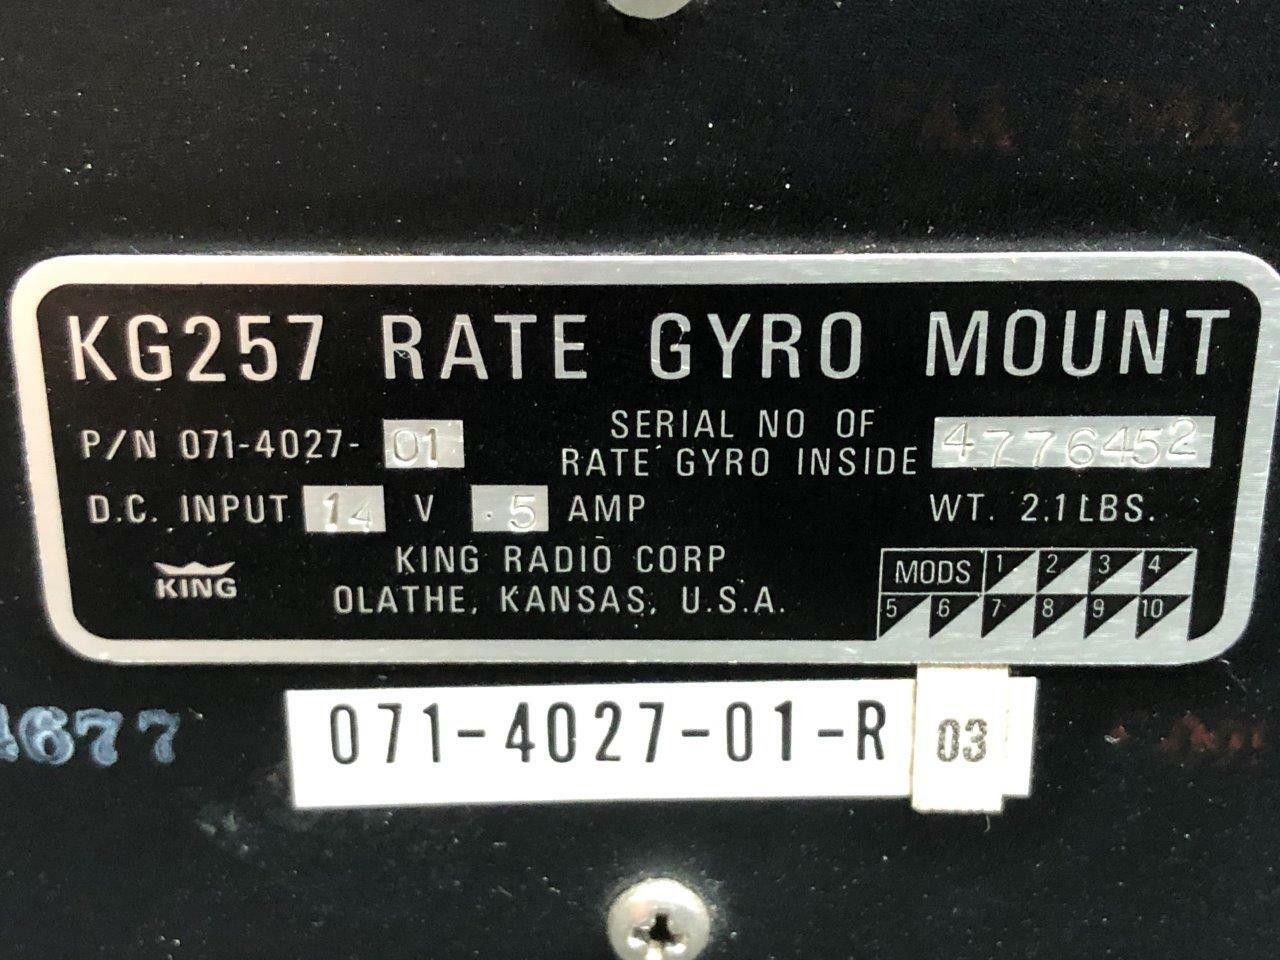 KG257 RATE GYRO MOUNT
P/N 071-4027- 01
SERIAL NO OF
RATE GYRO INSIDE 4776452
D.C. INPUT 14 V .5 AMP
WT. 2.1 LBS.
KING
KING RADIO CORP
OLATHE, KANSAS, U.S.A.
MODS 1 2 3 4
5 6 7 8 9 10
677
071-4027-01-R 03